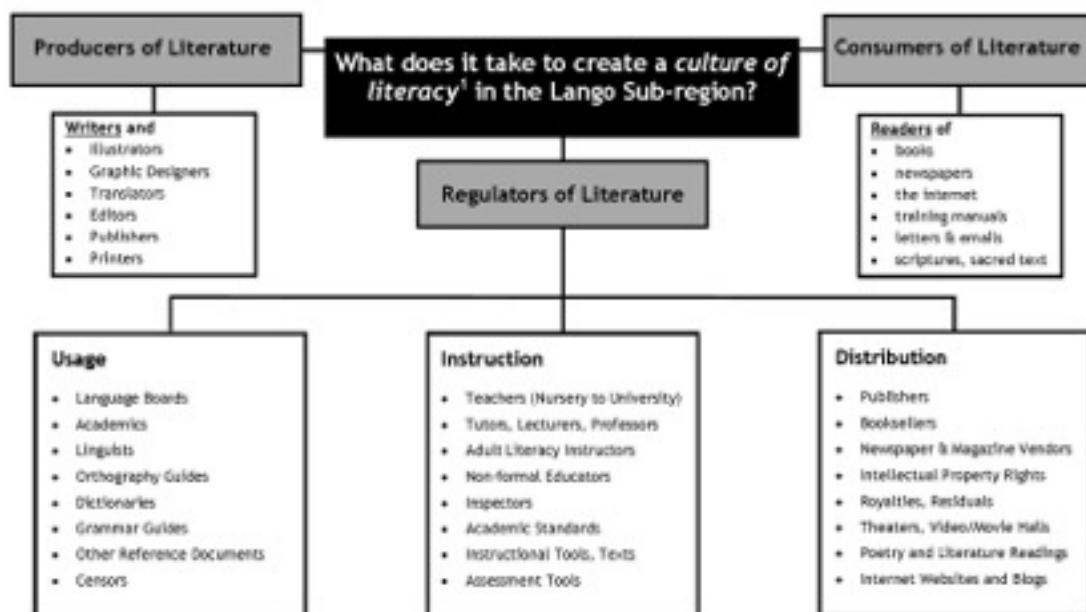 Producers of Literature
What does it take to create a culture of
literacy¹ in the Lango Sub-region?
Consumers of Literature
Writers and
• Illustrators
• Graphic Designers
• Translators
• Editors
• Publishers
• Printers
Readers of
• books
• newspapers
• the internet
• training manuals
• letters & emails
• scriptures, sacred text
Regulators of Literature
Usage
• Language Boards
• Academics
• Linguists
• Orthography Guides
• Dictionaries
• Grammar Guides
• Other Reference Documents
• Censors
Instruction
• Teachers (Nursery to University)
• Tutors, Lecturers, Professors
• Adult Literacy Instructors
• Non-formal Educators
• Inspectors
• Academic Standards
• Instructional Tools, Texts
• Assessment Tools
Distribution
• Publishers
• Booksellers
• Newspaper & Magazine Vendors
• Intellectual Property Rights
• Royalties, Residuals
• Theaters, Video/Movie Halls
• Poetry and Literature Readings
• Internet Websites and Blogs